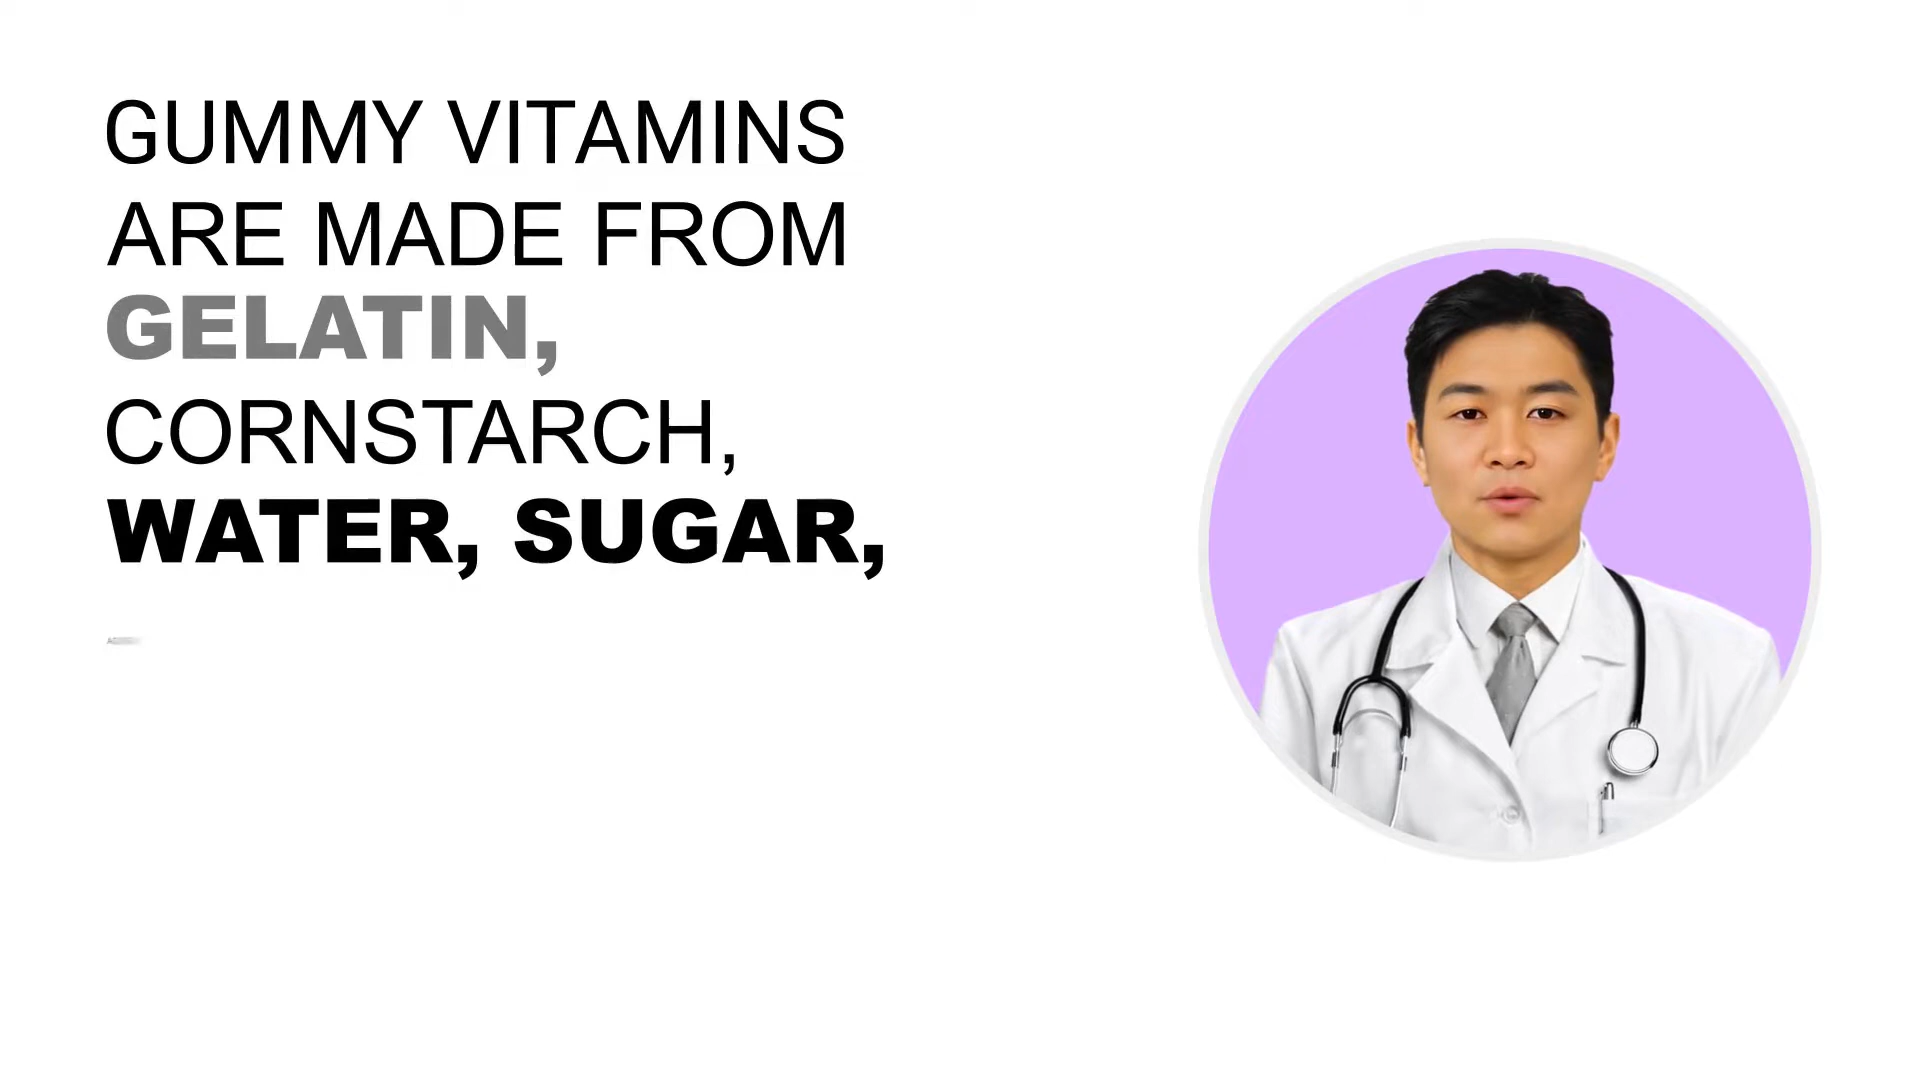 GUMMY VITAMINS
ARE MADE FROM
GELATIN,
CORNSTARCH,
WATER, SUGAR,